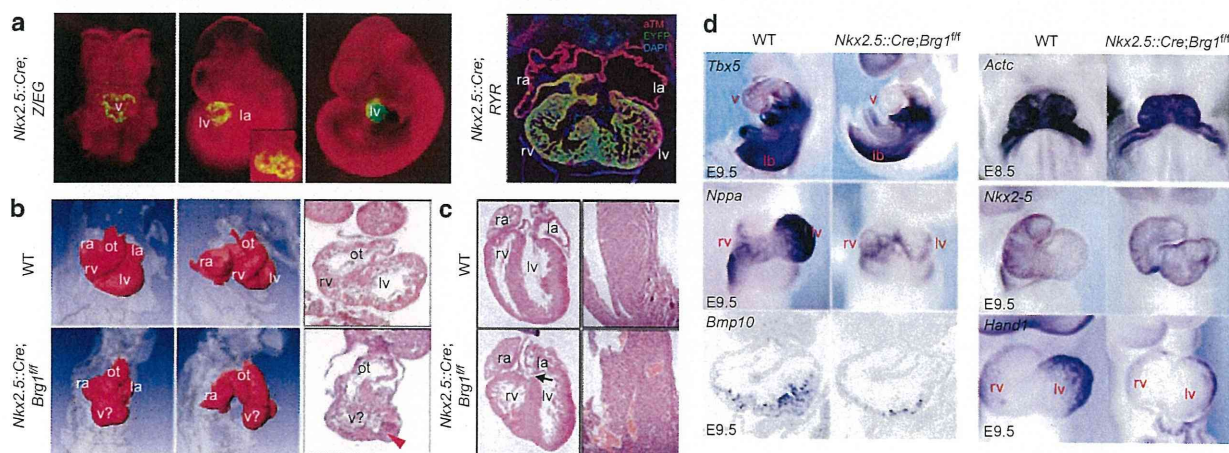 a
Nkx2.5::Cre;
Z/EG
v
lv
la
lv
Nkx2.5::Cre;
RYR
aTM
EYFP
DAPI
ra
la
rv
lv
b
WT
ra
ot
la
rv
lv
ot
ra
rv
lv
ot
rv
lv
Nkx2.5::Cre;
Brg1f/f
ra
ot
la
v?
ot
ra
v?
ot
v?
c
WT
ra
la
rv
lv
Nkx2.5::Cre;
Brg1f/f
ra
la
rv
lv
d
WT
Nkx2.5::Cre;Brg1f/f
Tbx5
v
v
lb
lb
E9.5
Nppa
rv
lv
rv
lv
E9.5
Bmp10
E9.5
WT
Nkx2.5::Cre;Brg1f/f
Actc
E8.5
Nkx2-5
E9.5
Hand1
rv
lv
rv
lv
E9.5